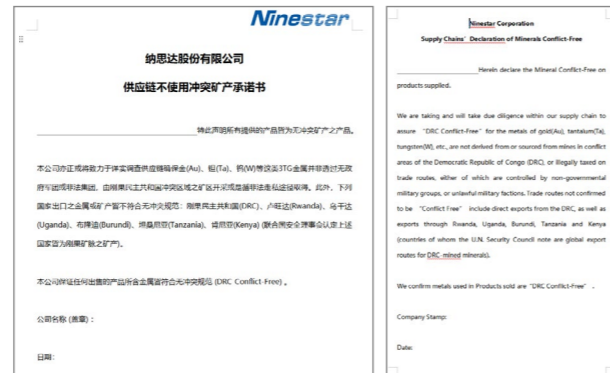 Ninestar
纳思达股份有限公司
供应链不使用冲突矿产承诺书
特此声明所有提供的产品皆为无冲突矿产之产品。
本公司亦正或将致力于详实调查供应链确保金(Au)、钽(Ta)、钨(W)等这类3TG金属并非透过无政
府军团或非法集团，由刚果民主共和国冲突区域之矿区开采或是循非法走私途径取得。此外，下列
国家出口之金属或矿产皆不符合无冲突规范：刚果民主共和国(DRC)、卢旺达(Rwanda)、乌干达
(Uganda)、布隆迪(Burundi)、坦桑尼亚(Tanzania)、肯尼亚(Kenya) (联合国安全理事会认定上述
国家皆为刚果矿脉之矿产)。
本公司保证任何出售的产品所含金属皆符合无冲突规范 (DRC Conflict-Free) 。
公司名称 (盖章)：
日期：
Ninestar Corporation
Supply Chains' Declaration of Minerals Conflict-Free
Herein declare the Mineral Conflict-Free on
products supplied.
We are taking and will take due diligence within our supply chain to
assure "DRC Conflict-Free" for the metals of gold(Au), tantalum(Ta),
tungsten(W), etc., are not derived from or sourced from mines in conflict
areas of the Democratic Republic of Congo (DRC), or illegally taxed on
trade routes, either of which are controlled by non-governmental
military groups, or unlawful military factions. Trade routes not confirmed
to be "Conflict Free" include direct exports from the DRC, as well as
exports through Rwanda, Uganda, Burundi, Tanzania and Kenya
(countries of whom the U.N. Security Council note are global export
routes for DRC-mined minerals).
We confirm metals used in Products sold are "DRC Conflict-Free" .
Company Stamp:
Date: